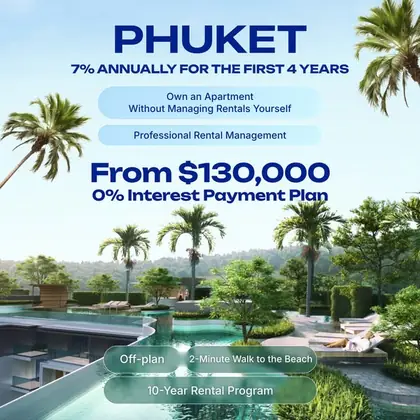 PHUKET
7% ANNUALLY FOR THE FIRST 4 YEARS
Own an Apartment
Without Managing Rentals Yourself
Professional Rental Management
From $130,000
0% Interest Payment Plan
Off-plan
2-Minute Walk to the Beach
10-Year Rental Program